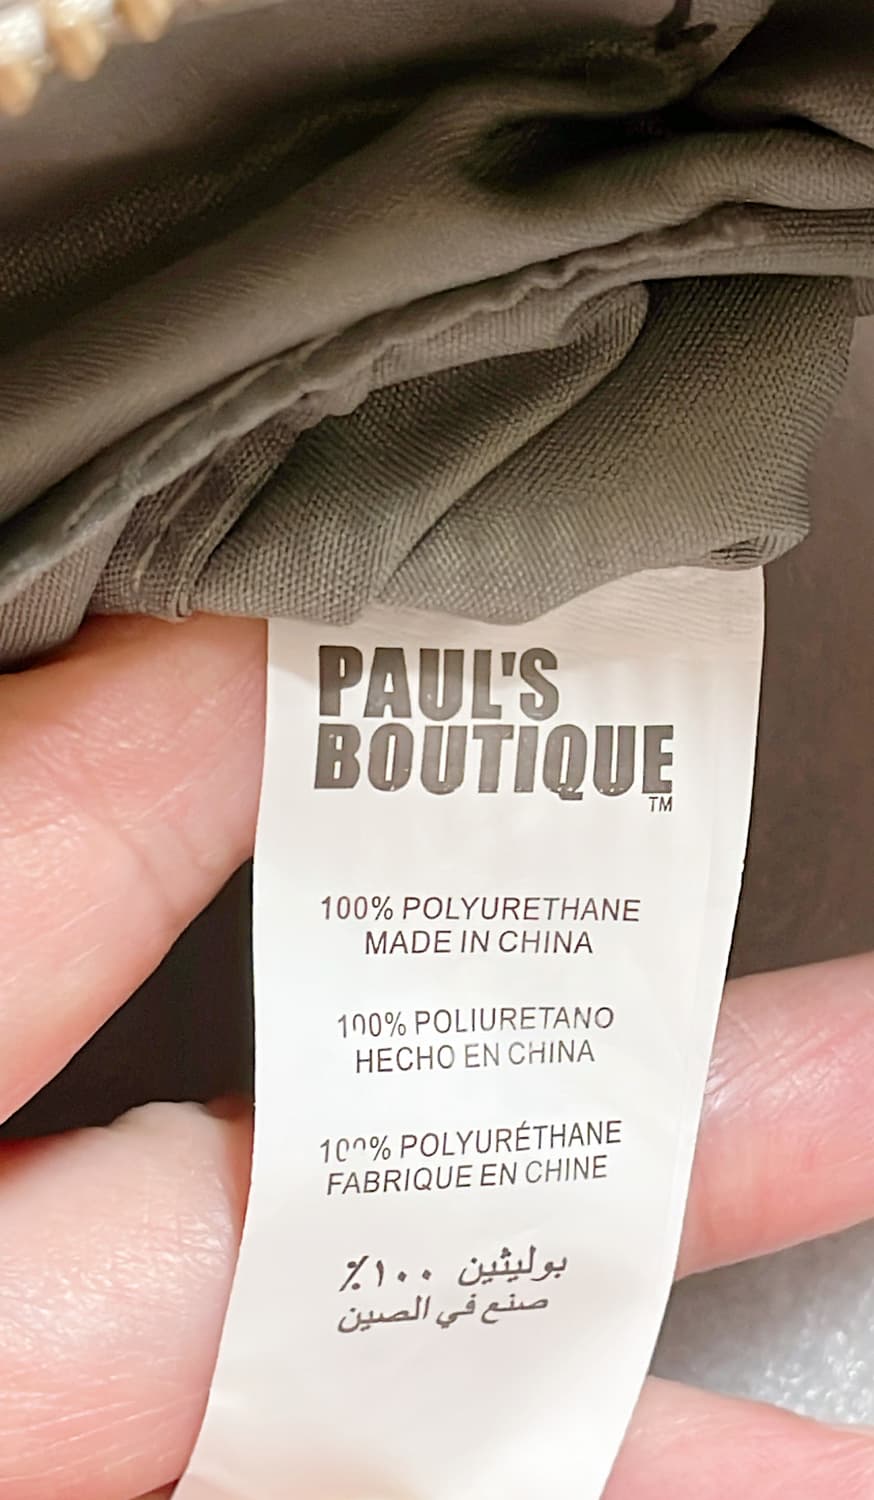 PAUL'S
BOUTIQUE
TM
100% POLYURETHANE
MADE IN CHINA
100% POLIURETANO
HECHO EN CHINA
100% POLYURÉTHANE
FABRIQUE EN CHINE
بوليثين ١٠٠٪
صنع في الصين